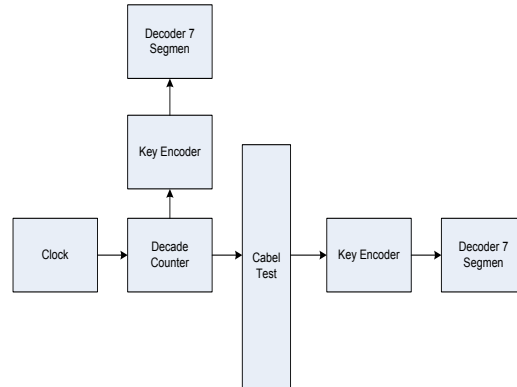 Decoder 7
Segmen
Key Encoder
Clock
Decade
Counter
Cabel
Test
Key Encoder
Decoder 7
Segmen